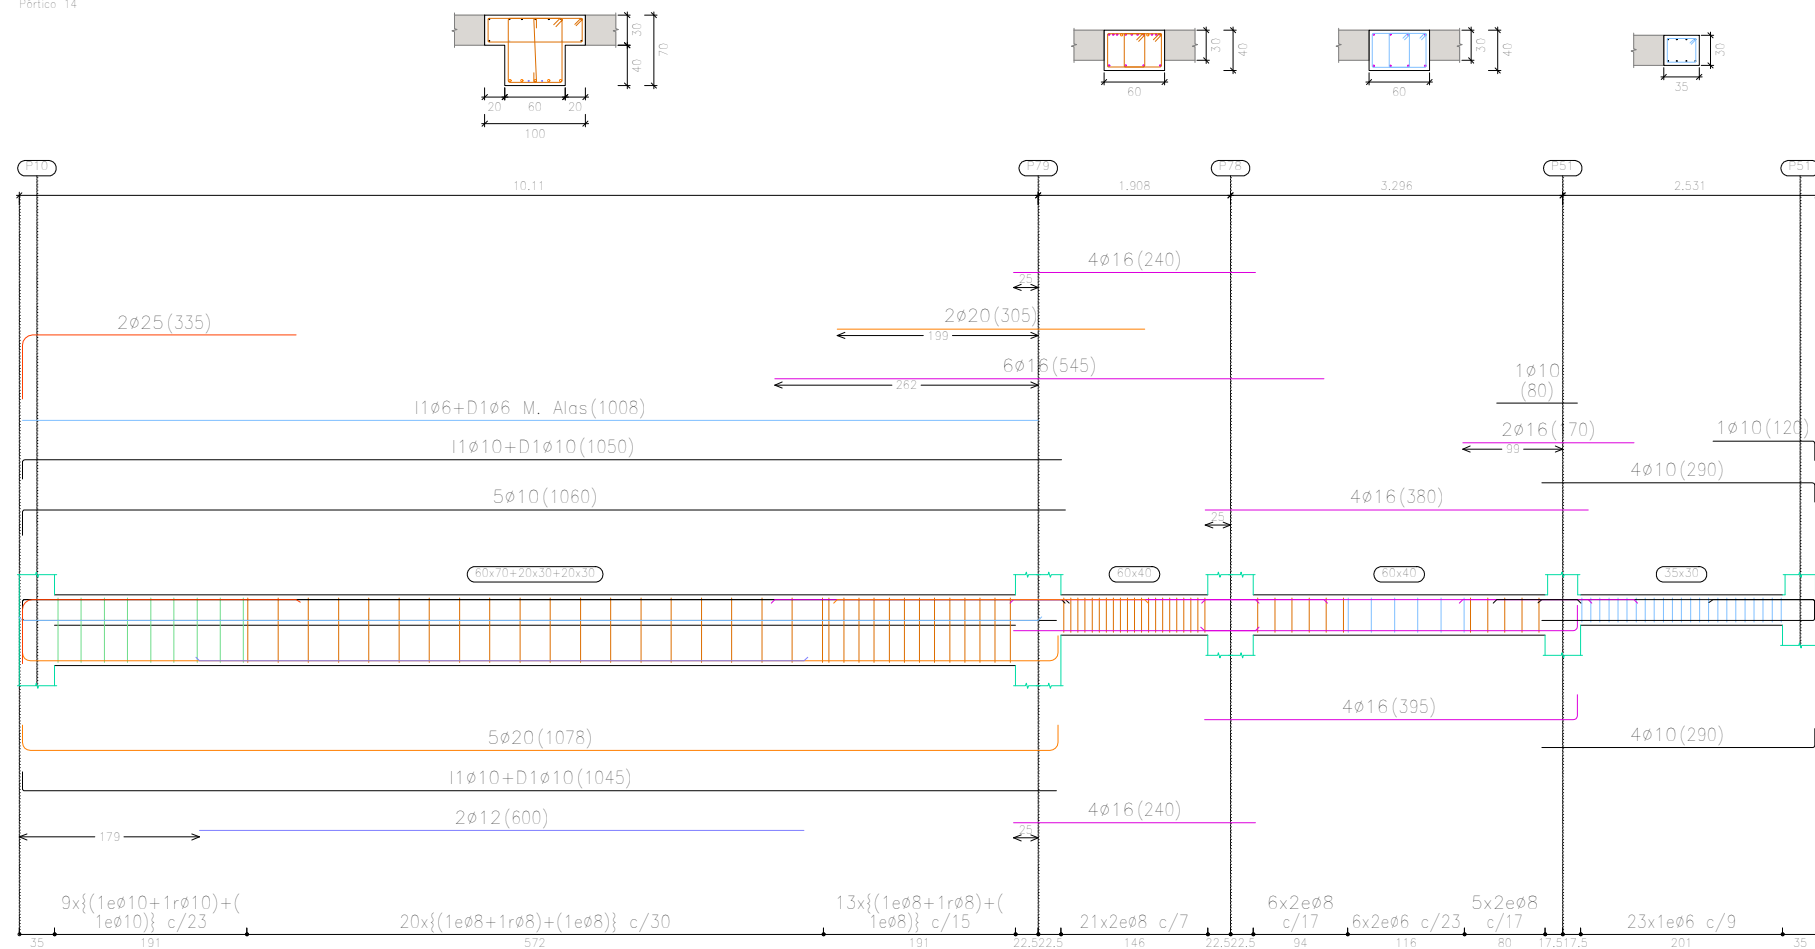 Pórtico 14
30
40
70
20
60
20
100
30
40
60
30
40
60
30
35
P10
P79
P78
P51
P51
10.11
1.908
3.296
2.531
4ø16(240)
25
2ø25(335)
2ø20(305)
199
6ø16(545)
262
1ø10
(80)
I1ø6+D1ø6 M. Alas(1008)
2ø16(170)
99
1ø10(120)
I1ø10+D1ø10(1050)
4ø10(290)
5ø10(1060)
4ø16(380)
25
60x70+20x30+20x30
60x40
60x40
35x30
4ø16(395)
5ø20(1078)
4ø10(290)
I1ø10+D1ø10(1045)
4ø16(240)
2ø12(600)
179
25
9x{(1eø10+1rø10)+(
1eø10)} c/23
20x{(1eø8+1rø8)+(1eø8)} c/30
13x{(1eø8+1rø8)+(
1eø8)} c/15
21x2eø8 c/7
6x2eø8
c/17
6x2eø6 c/23
5x2eø8
c/17
23x1eø6 c/9
35
191
572
191
22.5
22.5
146
22.5
22.5
94
116
80
17.5
17.5
201
35